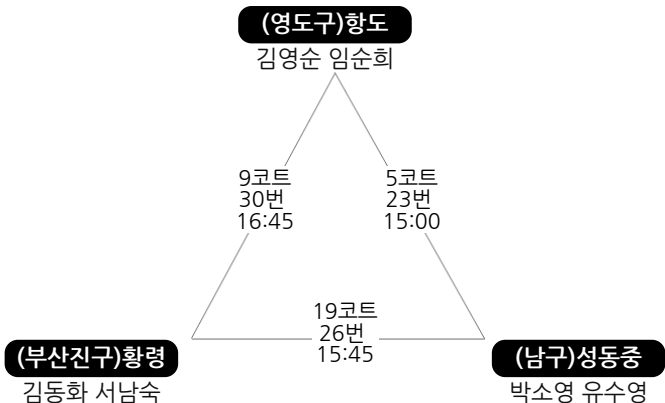 (영도구)항도
김영순 임순희
9코트
30번
16:45
5코트
23번
15:00
19코트
26번
15:45
(부산진구)황령
김동화 서남숙
(남구)성동중
박소영 유수영